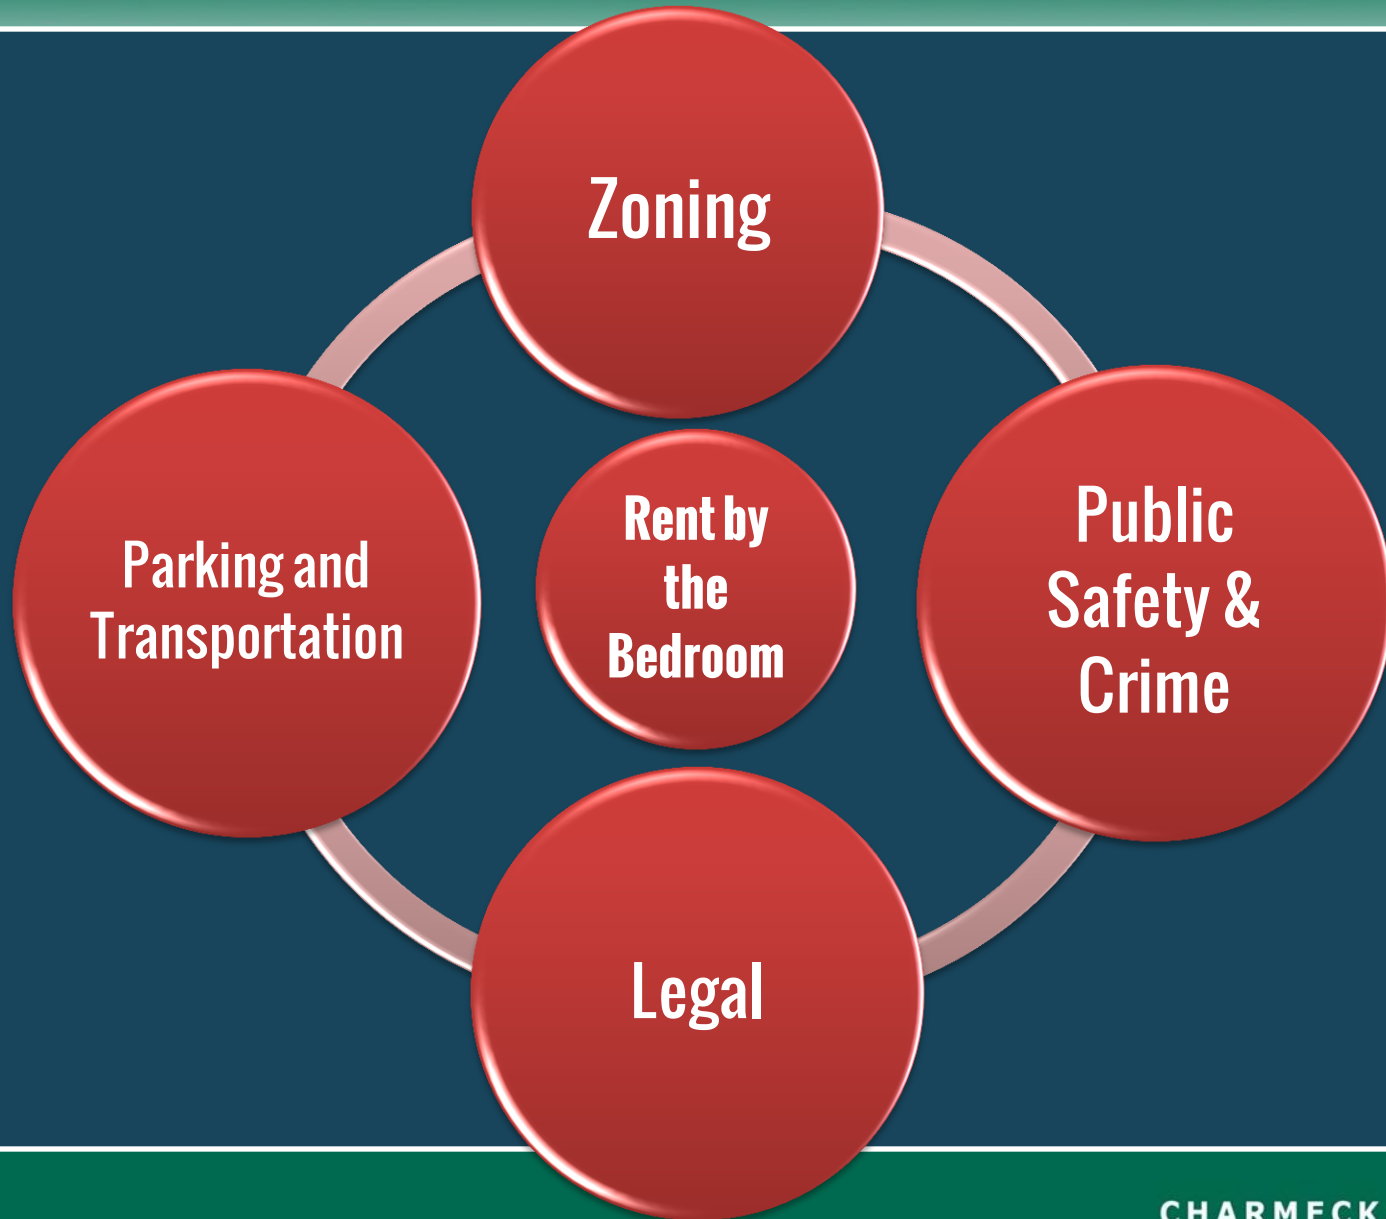 Zoning
Parking and
Transportation
Rent by
the
Bedroom
Public
Safety &
Crime
Legal
CHARMECK